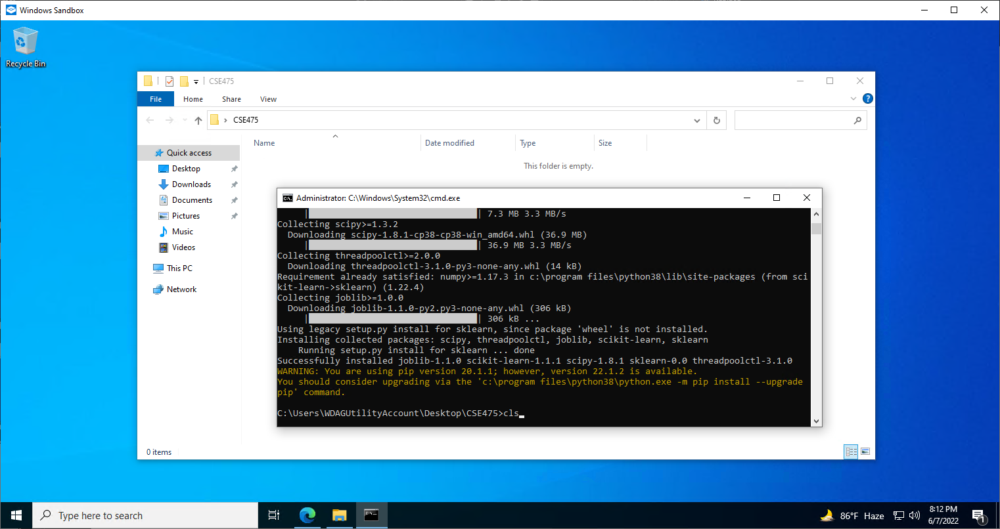 Windows Sandbox
Recycle Bin
CSE475
File Home Share View
CSE475
Name Date modified Type Size
This folder is empty.
Quick access
Desktop
Downloads
Documents
Pictures
Music
Videos
This PC
Network
0 items
Administrator: C:\Windows\System32\cmd.exe
| | 7.3 MB 3.3 MB/s
Collecting scipy>=1.3.2
Downloading scipy-1.8.1-cp38-cp38-win_amd64.whl (36.9 MB)
| | 36.9 MB 3.3 MB/s
Collecting threadpoolctl>=2.0.0
Downloading threadpoolctl-3.1.0-py3-none-any.whl (14 kB)
Requirement already satisfied: numpy>=1.17.3 in c:\program files\python38\lib\site-packages (from sci
kit-learn->sklearn) (1.22.4)
Collecting joblib>=1.0.0
Downloading joblib-1.1.0-py2.py3-none-any.whl (306 kB)
| | 306 kB ...
Using legacy setup.py install for sklearn, since package 'wheel' is not installed.
Installing collected packages: scipy, threadpoolctl, joblib, scikit-learn, sklearn
Running setup.py install for sklearn ... done
Successfully installed joblib-1.1.0 scikit-learn-1.1.1 scipy-1.8.1 sklearn-0.0 threadpoolctl-3.1.0
WARNING: You are using pip version 20.1.1; however, version 22.1.2 is available.
You should consider upgrading via the 'c:\program files\python38\python.exe -m pip install --upgrade
pip' command.
C:\Users\WDAGUtilityAccount\Desktop\CSE475>cls
Type here to search
86°F Haze
8:12 PM
6/7/2022
1